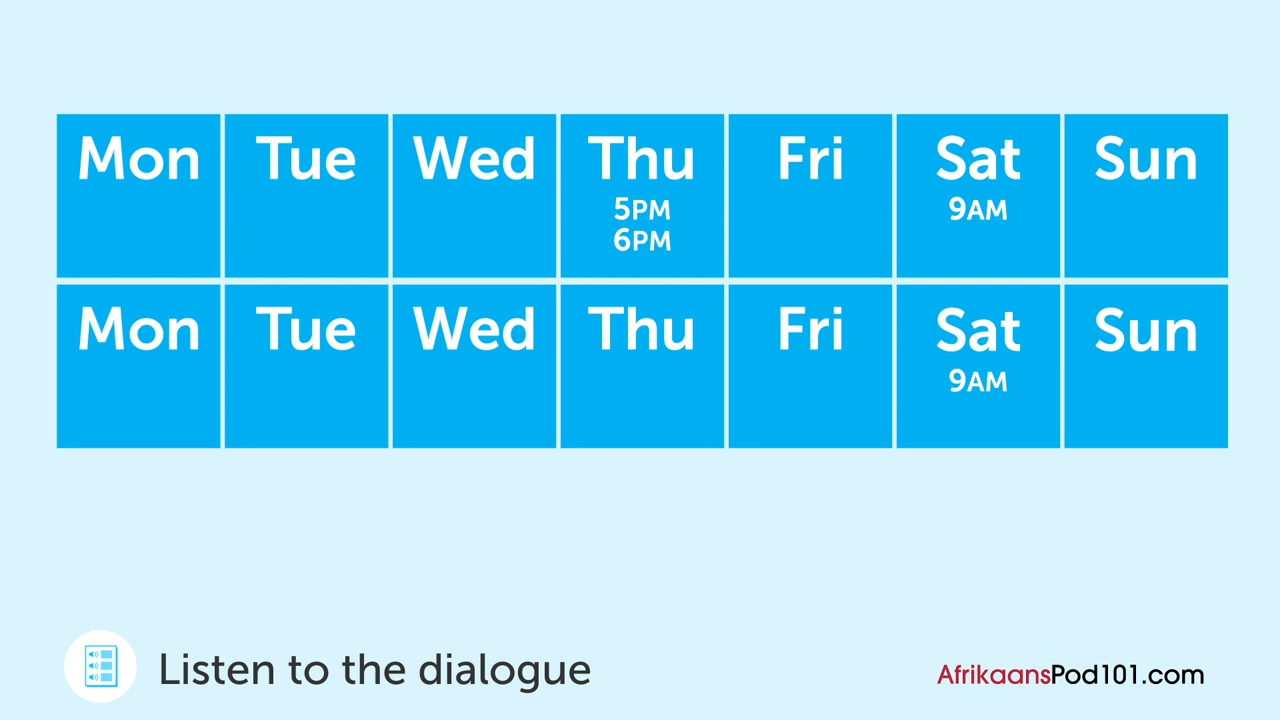 Mon Tue Wed Thu Fri Sat Sun
5PM 9AM
6PM
Mon Tue Wed Thu Fri Sat Sun
9AM
Listen to the dialogue
AfrikaansPod101.com